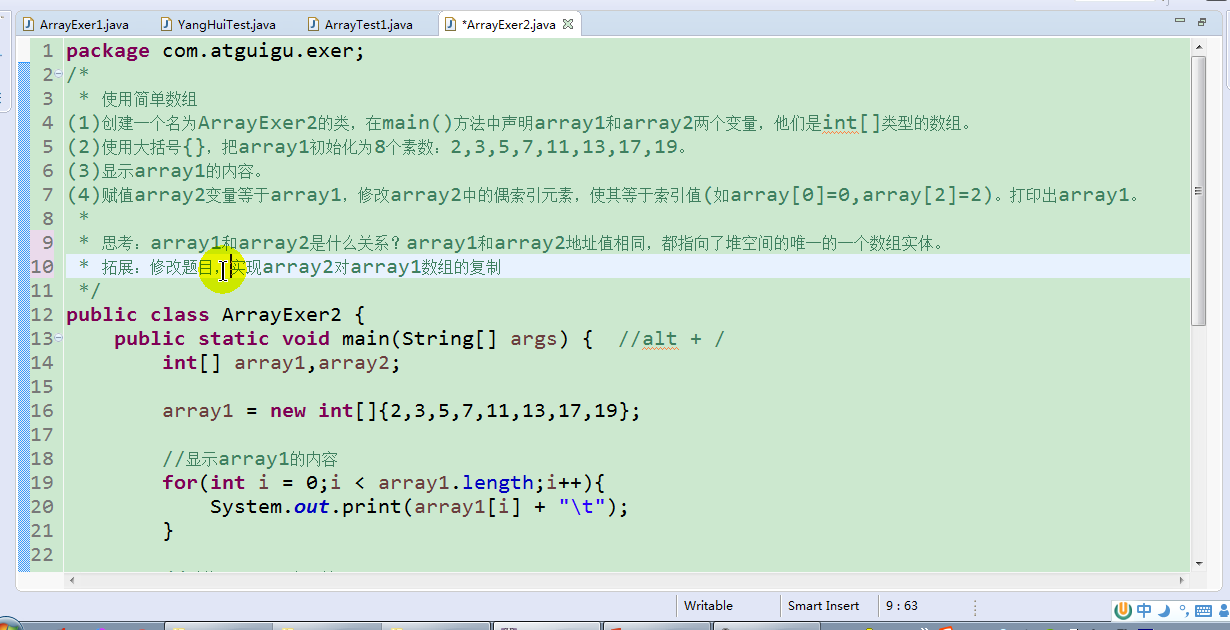 ArrayExer1.java YangHuiTest.java ArrayTest1.java *ArrayExer2.java
1 package com.atguigu.exer;
2 /*
3 * 使用简单数组
4 (1)创建一个名为ArrayExer2的类，在main()方法中声明array1和array2两个变量，他们是int[]类型的数组。
5 (2)使用大括号{}，把array1初始化为8个素数：2,3,5,7,11,13,17,19。
6 (3)显示array1的内容。
7 (4)赋值array2变量等于array1，修改array2中的偶索引元素，使其等于索引值(如array[0]=0,array[2]=2)。打印出array1。
8 *
9 * 思考：array1和array2是什么关系？array1和array2地址值相同，都指向了堆空间的唯一的一个数组实体。
10 * 拓展：修改题目，实现array2对array1数组的复制
11 */
12 public class ArrayExer2 {
13 public static void main(String[] args) { //alt + /
14 int[] array1,array2;
15
16 array1 = new int[]{2,3,5,7,11,13,17,19};
17
18 //显示array1的内容
19 for(int i = 0;i < array1.length;i++){
20 System.out.print(array1[i] + "\t");
21 }
22
Writable Smart Insert 9 : 63
中